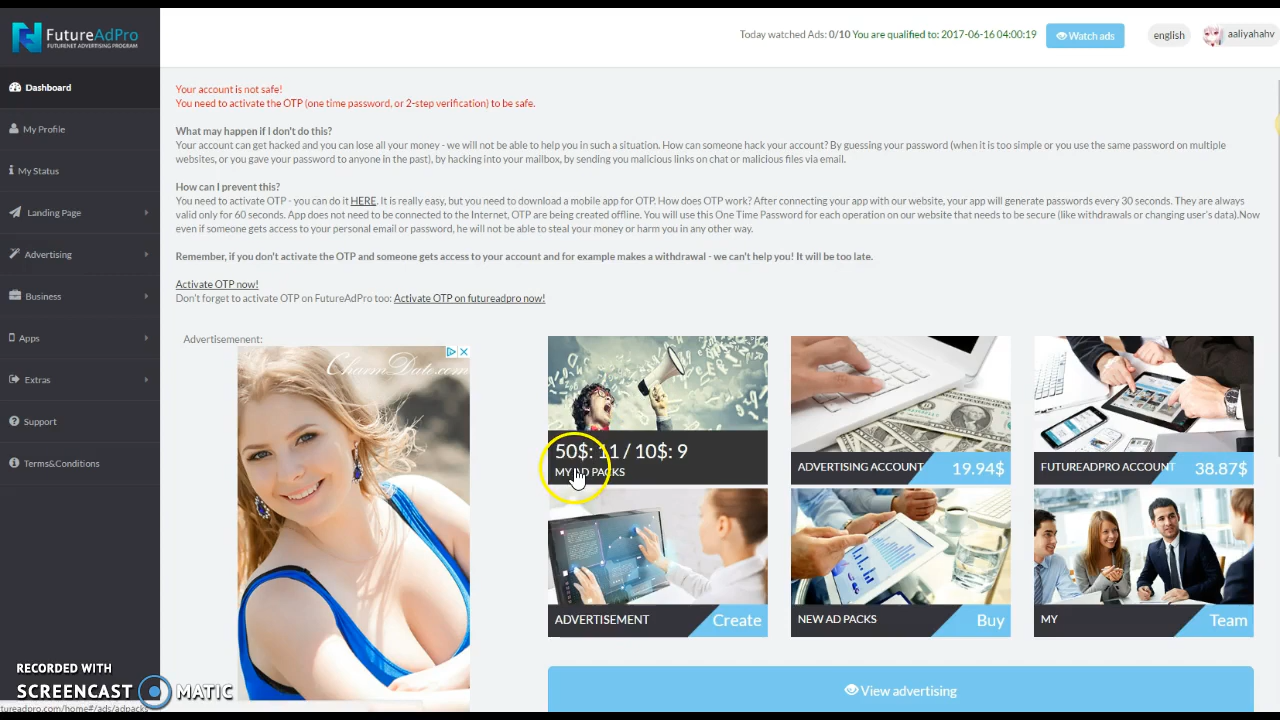 FutureAdPro
FUTURENET ADVERTISING PROGRAM
Today watched Ads: 0/10 You are qualified to: 2017-06-16 04:00:19
Watch ads
english
aaliyahahv
Dashboard
My Profile
My Status
Landing Page
Advertising
Business
Apps
Extras
Support
Terms&Conditions
Your account is not safe!
You need to activate the OTP (one time password, or 2-step verification) to be safe.
What may happen if I don't do this?
Your account can get hacked and you can lose all your money - we will not be able to help you in such a situation. How can someone hack your account? By guessing your password (when it is too simple or you use the same password on multiple
websites, or you gave your password to anyone in the past), by hacking into your mailbox, by sending you malicious links on chat or malicious files via email.
How can I prevent this?
You need to activate OTP - you can do it HERE. It is really easy, but you need to download a mobile app for OTP. How does OTP work? After connecting your app with our website, your app will generate passwords every 30 seconds. They are always
valid only for 60 seconds. App does not need to be connected to the Internet, OTP are being created offline. You will use this One Time Password for each operation on our website that needs to be secure (like withdrawals or changing user's data).Now
even if someone gets access to your personal email or password, he will not be able to steal your money or harm you in any other way.
Remember, if you don't activate the OTP and someone gets access to your account and for example makes a withdrawal - we can't help you! It will be too late.
Activate OTP now!
Don't forget to activate OTP on FutureAdPro too: Activate OTP on futureadpro now!
Advertisemenent:
CharmDate.com
50$: 11 / 10$: 9
MY AD PACKS
ADVERTISING ACCOUNT 19.94$
FUTUREADPRO ACCOUNT 38.87$
ADVERTISEMENT Create
NEW AD PACKS Buy
MY Team
View advertising
RECORDED WITH
SCREENCAST MATIC
tureadpro.com/home#/ads/adpacks